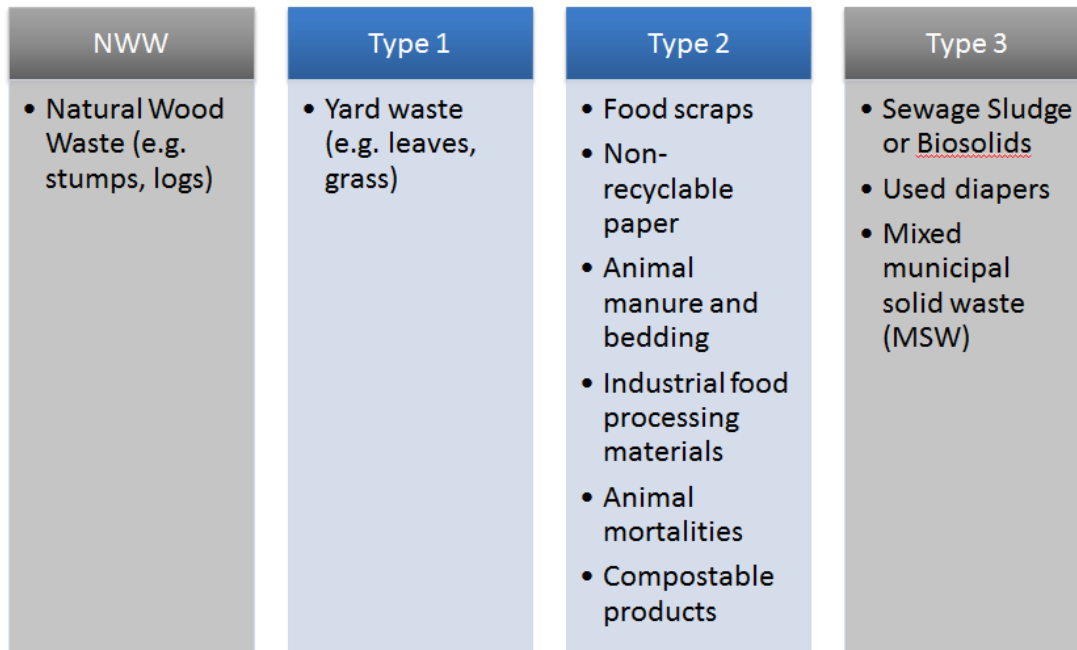 NWW
• Natural Wood
Waste (e.g.
stumps, logs)
Type 1
• Yard waste
(e.g. leaves,
grass)
Type 2
• Food scraps
• Non-
recyclable
paper
• Animal
manure and
bedding
• Industrial food
processing
materials
• Animal
mortalities
• Compostable
products
Type 3
• Sewage Sludge
or Biosolids
• Used diapers
• Mixed
municipal
solid waste
(MSW)